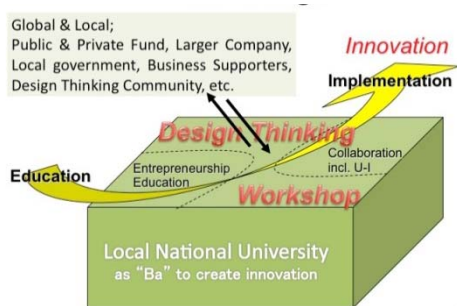 Global & Local;
Public & Private Fund, Larger Company,
Local government, Business Supporters,
Design Thinking Community, etc.
Innovation
Implementation
Design Thinking
Collaboration
incl. U-I
Education
Entrepreneurship
Education
Workshop
Local National University
as "Ba" to create innovation